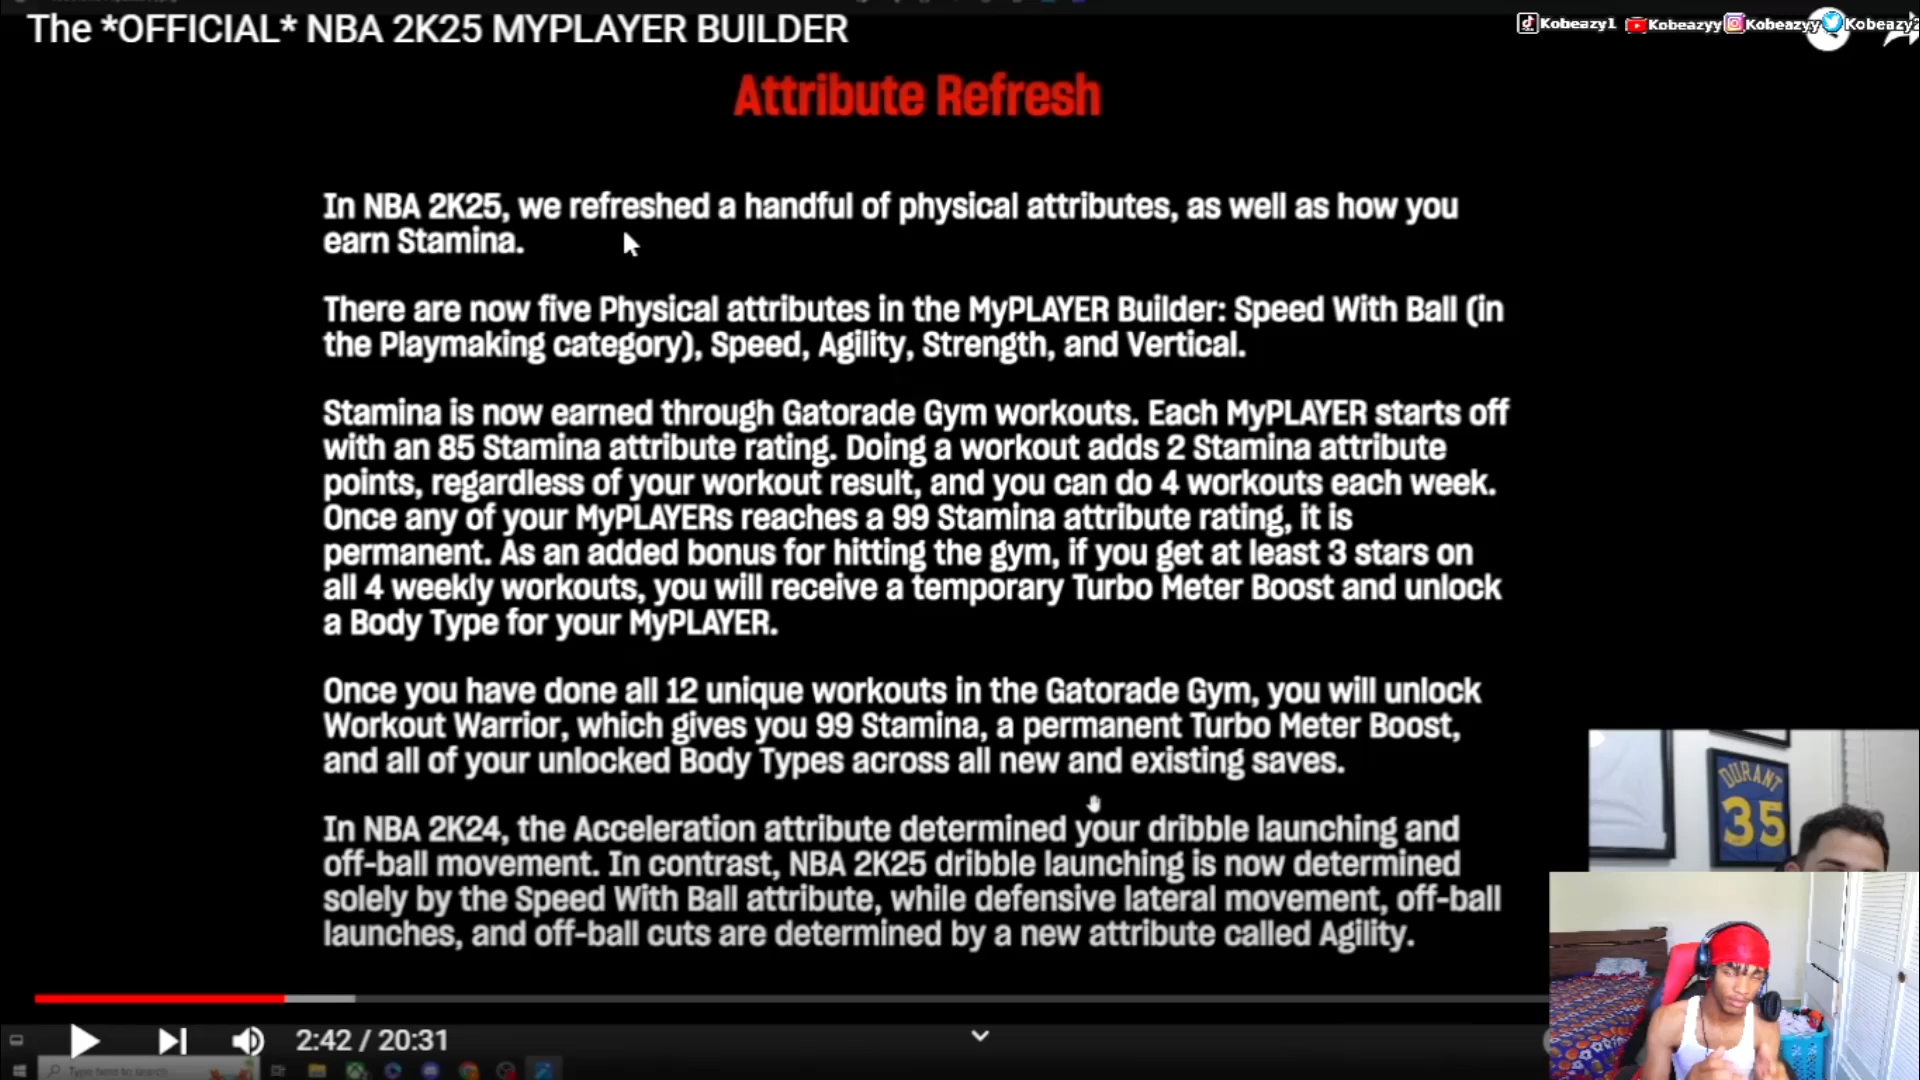 The *OFFICIAL* NBA 2K25 MYPLAYER BUILDER
Kobeazy1 Kobeazyy Kobeazyy Kobeazy2
Attribute Refresh
In NBA 2K25, we refreshed a handful of physical attributes, as well as how you
earn Stamina.
There are now five Physical attributes in the MyPLAYER Builder: Speed With Ball (in
the Playmaking category), Speed, Agility, Strength, and Vertical.
Stamina is now earned through Gatorade Gym workouts. Each MyPLAYER starts off
with an 85 Stamina attribute rating. Doing a workout adds 2 Stamina attribute
points, regardless of your workout result, and you can do 4 workouts each week.
Once any of your MyPLAYERs reaches a 99 Stamina attribute rating, it is
permanent. As an added bonus for hitting the gym, if you get at least 3 stars on
all 4 weekly workouts, you will receive a temporary Turbo Meter Boost and unlock
a Body Type for your MyPLAYER.
Once you have done all 12 unique workouts in the Gatorade Gym, you will unlock
Workout Warrior, which gives you 99 Stamina, a permanent Turbo Meter Boost,
and all of your unlocked Body Types across all new and existing saves.
In NBA 2K24, the Acceleration attribute determined your dribble launching and
off-ball movement. In contrast, NBA 2K25 dribble launching is now determined
solely by the Speed With Ball attribute, while defensive lateral movement, off-ball
launches, and off-ball cuts are determined by a new attribute called Agility.
DURANT
35
2:42 / 20:31
Type here to search